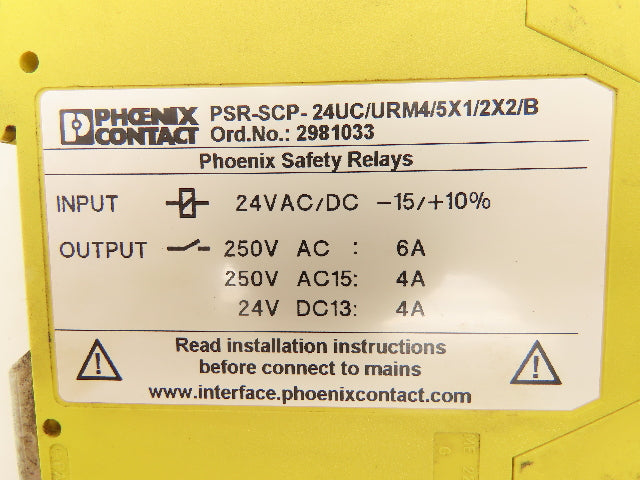 PHOENIX CONTACT
PSR-SCP- 24UC/URM4/5X1/2X2/B
Ord.No.: 2981033
Phoenix Safety Relays
INPUT 24VAC/DC -15/+10%
OUTPUT 250V AC : 6A
250V AC15: 4A
24V DC13: 4A
Read installation instructions
before connect to mains
www.interface.phoenixcontact.com